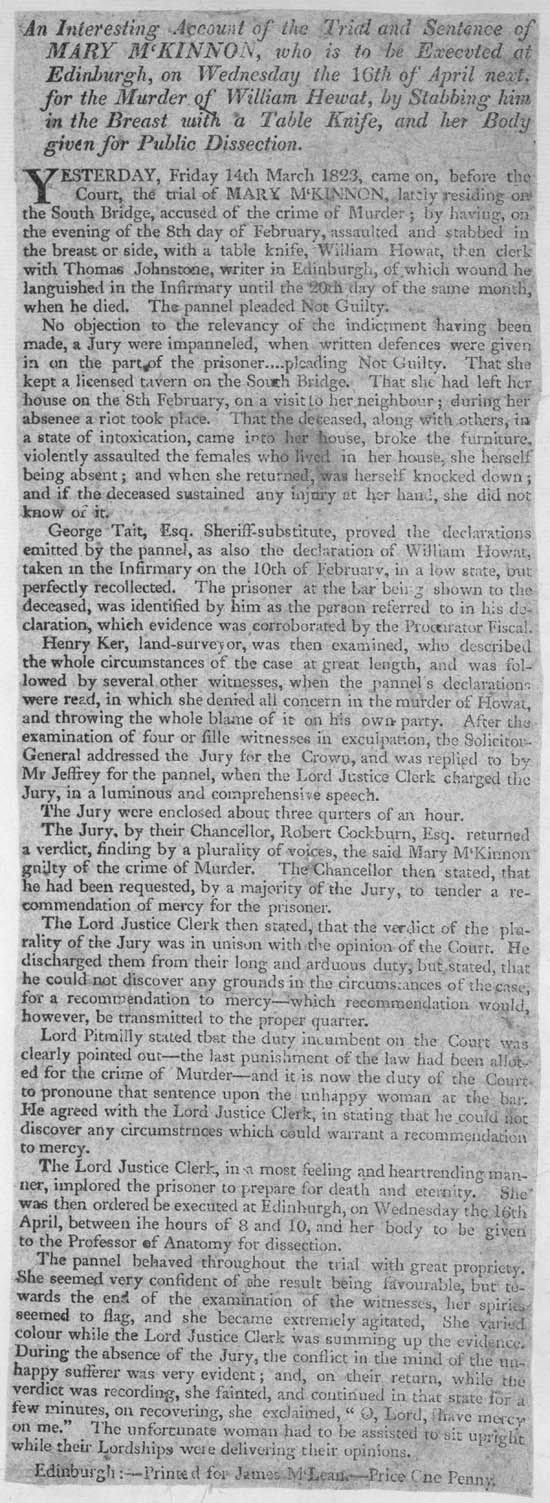 An Interesting Account of the Trial and Sentence of
MARY M'KINNON, who is to be Execvted at
Edinburgh, on Wednesday the 16th of April next,
for the Murder of William Hewat, by Stabbing him
in the Breast with a Table Knife, and her Body
given for Public Dissection.
YESTERDAY, Friday 14th March 1823, came on, before the
Court, the trial of MARY M'KINNON, lately residing on
the South Bridge, accused of the crime of Murder; by having, on
the evening of the 8th day of February, assaulted and stabbed in
the breast or side, with a table knife, William Howat, then clerk
with Thomas Johnstone, writer in Edinburgh, of which wound he
languished in the Infirmary until the 20th day of the same month,
when he died. The pannel pleaded Not Guilty.
No objection to the relevancy of the indictment having been
made, a Jury were impanneled, when written defences were given
in on the part of the prisoner....pleading Not Guilty. That she
kept a licensed tavern on the South Bridge. That she had left her
house on the 8th February, on a visit to her neighbour; during her
absence a riot took place. That the deceased, along with others, in
a state of intoxication, came into her house, broke the furniture,
violently assaulted the females who lived in her house, she herself
being absent; and when she returned, was herself knocked down;
and if the deceased sustained any injury at her hand, she did not
know of it.
George Tait, Esq. Sheriff-substitute, proved the declarations
emitted by the pannel, as also the declaration of William Howat,
taken in the Infirmary on the 10th of February, in a low state, but
perfectly recollected. The prisoner at the bar being shown to the
deceased, was identified by him as the person referred to in his de-
claration, which evidence was corroborated by the Procurator Fiscal.
Henry Ker, land-surveyor, was then examined, who described
the whole circumstances of the case at great length, and was fol-
lowed by several other witnesses, when the pannel's declarations
were read, in which she denied all concern in the murder of Howat,
and throwing the whole blame of it on his own party. After the
examination of four or fille witnesses in exculpation, the Solicitor-
General addressed the Jury for the Crown, and was replied to by
Mr Jeffrey for the pannel, when the Lord Justice Clerk charged the
Jury, in a luminous and comprehensive speech.
The Jury were enclosed about three qurters of an hour.
The Jury, by their Chancellor, Robert Cockburn, Esq. returned
a verdict, finding by a plurality of voices, the said Mary M'Kinnon
guilty of the crime of Murder. The Chancellor then stated, that
he had been requested, by a majority of the Jury, to tender a re-
commendation of mercy for the prisoner.
The Lord Justice Clerk then stated, that the verdict of the plu-
rality of the Jury was in unison with the opinion of the Court. He
discharged them from their long and arduous duty, but stated, that
he could not discover any grounds in the circumstances of the case,
for a recommendation to mercy—which recommendation would,
however, be transmitted to the proper quarter.
Lord Pitmilly stated tbst the duty incumbent on the Court was
clearly pointed out—the last punishment of the law had been allot-
ed for the crime of Murder—and it is now the duty of the Court
to pronoune that sentence upon the unhappy woman at the bar.
He agreed with the Lord Justice Clerk, in stating that he could not
discover any circumstrnces which could warrant a recommendation
to mercy.
The Lord Justice Clerk, in a most feeling and heartrending man-
ner, implored the prisoner to prepare for death and eternity. She
was then ordered be executed at Edinburgh, on Wednesday the 16th
April, between ihe hours of 8 and 10, and her body to be given
to the Professor of Anatomy for dissection.
The pannel behaved throughout the trial with great propriety.
She seemed very confident of the result being favourable, but to-
wards the end of the examination of the witnesses, her spirits
seemed to flag, and she became extremely agitated, She varied
colour while the Lord Justice Clerk was summing up the evidence.
During the absence of the Jury, the conflict in the mind of the un-
happy sufferer was very evident; and, on their return, while the
verdict was recording, she fainted, and continued in that state for a
few minutes, on recovering, she exclaimed, " O, Lord, have mercy
on me." The unfortunate woman had to be assisted to sit upright
while their Lordships were delivering their opinions.
Edinburgh:—Printed for James M'Lean.—Price One Penny.